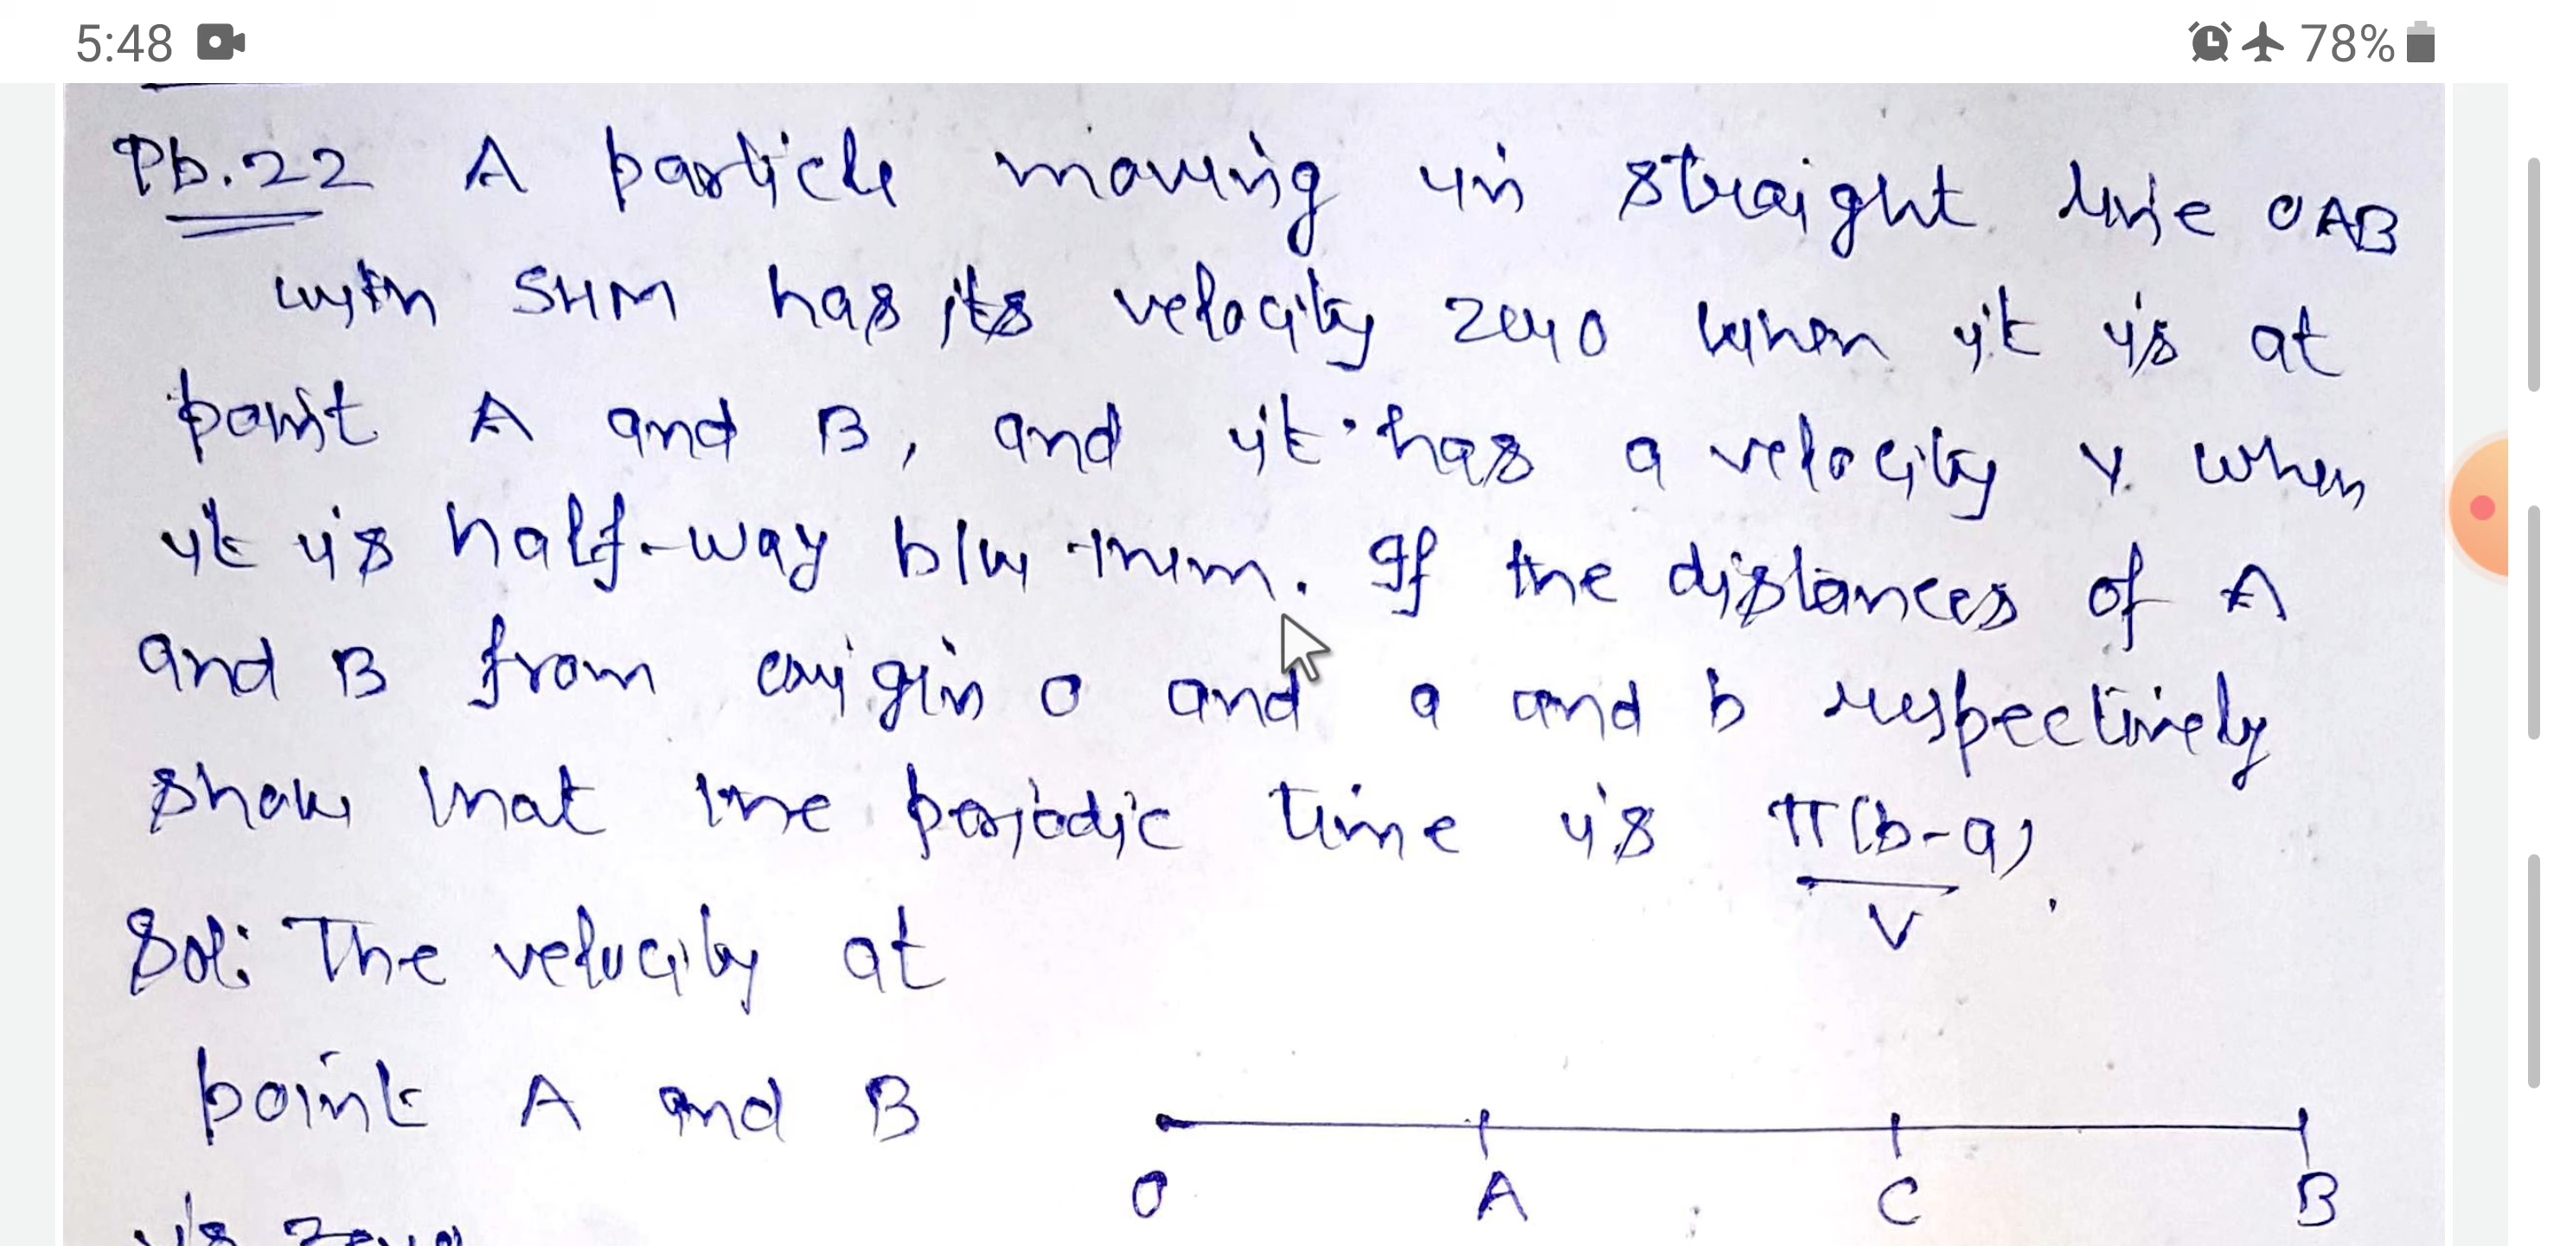 5:48 78%
Pb.22 A particle moving in straight line OAB
with SHM has its velocity zero when it is at
point A and B, and it has a velocity v when
it is half-way b/w them. If the distances of A
and B from origin O and a and b respectively
show that the periodic time is π(b-a)
V
Sol: The velocity at
point A and B
O A C B
is zero